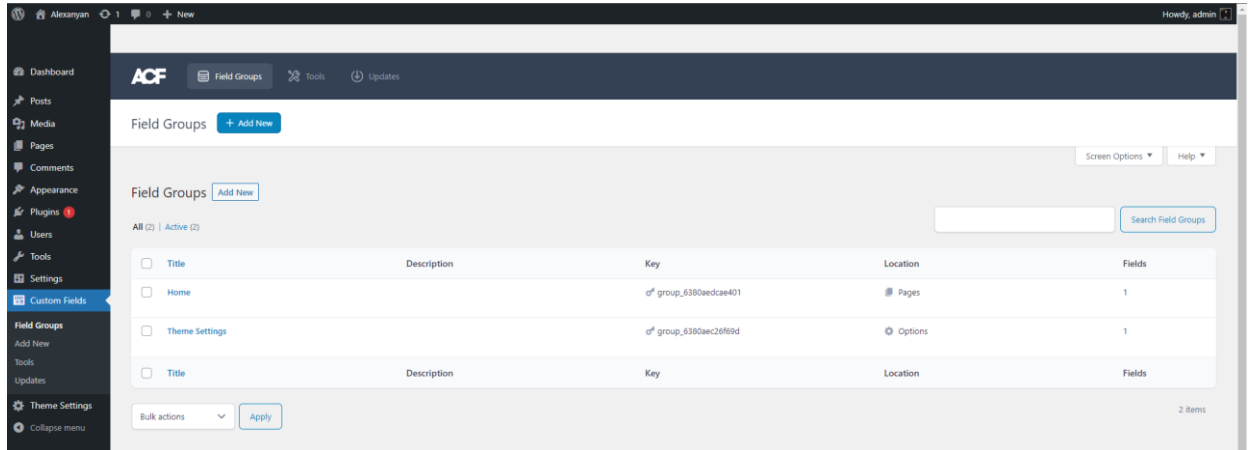 Alexanyan 1 0 + New Howdy, admin
Dashboard
Posts
Media
Pages
Comments
Appearance
Plugins 1
Users
Tools
Settings
Custom Fields
Field Groups
Add New
Tools
Updates
Theme Settings
Collapse menu
ACF Field Groups Tools Updates
Field Groups + Add New
Screen Options ▼ Help ▼
Field Groups Add New
All (2) | Active (2)
Search Field Groups
Title Description Key Location Fields
Home group_6380aedcae401 Pages 1
Theme Settings group_6380aec26f69d Options 1
Title Description Key Location Fields
Bulk actions Apply
2 items